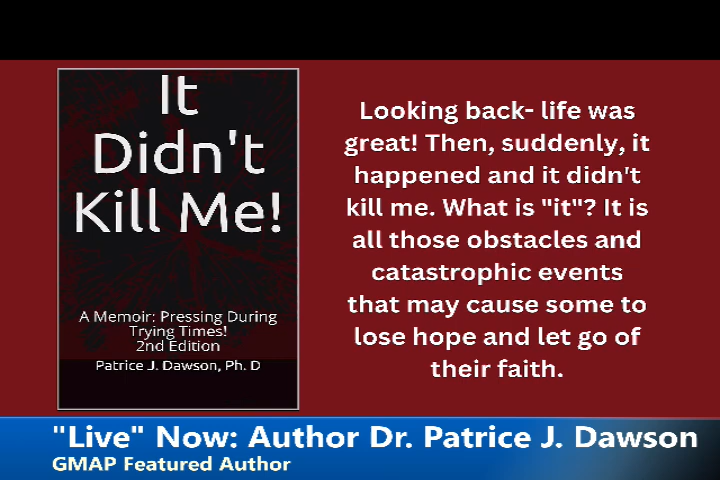 It
Didn't
Kill Me!
A Memoir: Pressing During
Trying Times!
2nd Edition
Patrice J. Dawson, Ph. D
Looking back- life was
great! Then, suddenly, it
happened and it didn't
kill me. What is "it"? It is
all those obstacles and
catastrophic events
that may cause some to
lose hope and let go of
their faith.
"Live" Now: Author Dr. Patrice J. Dawson
GMAP Featured Author